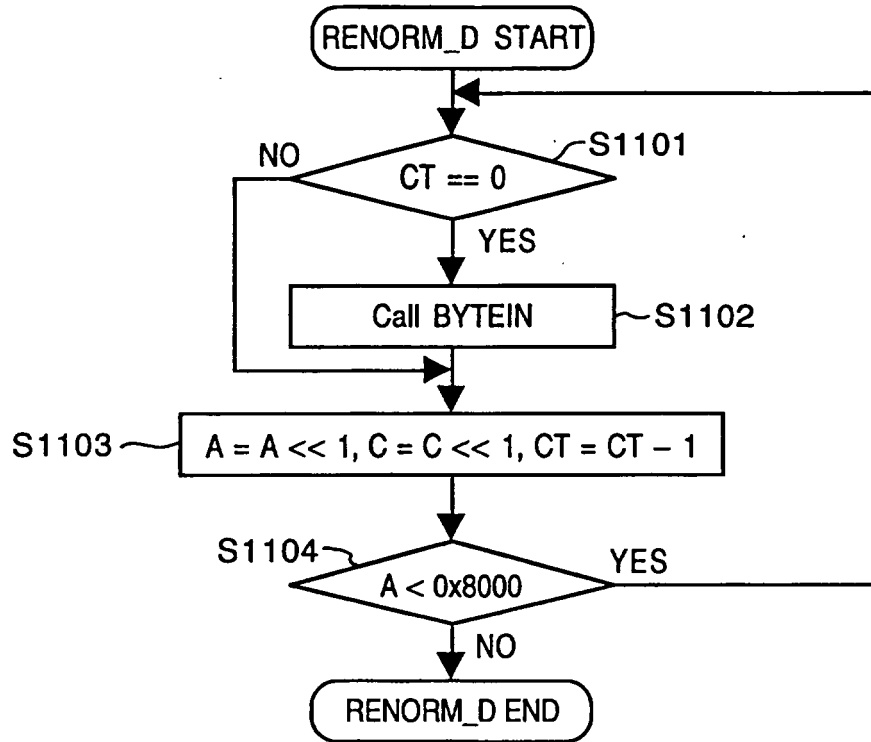 RENORM_D START
S1101
NO
CT == 0
YES
Call BYTEIN
S1102
S1103
A = A << 1, C = C << 1, CT = CT – 1
S1104
YES
A < 0x8000
NO
RENORM_D END